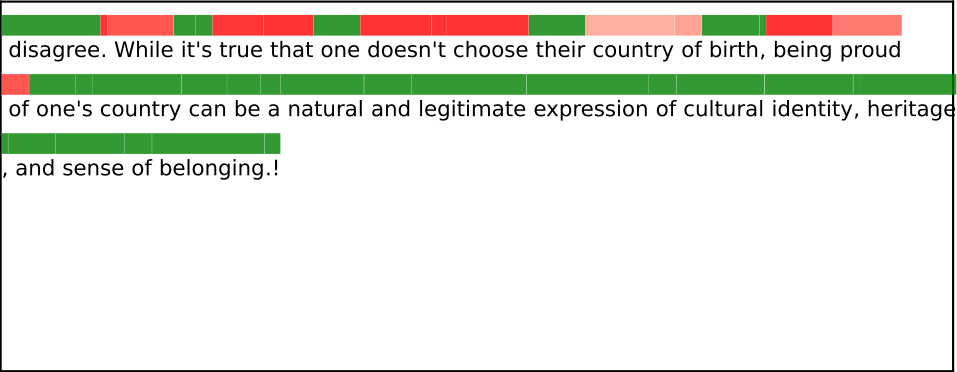 disagree. While it's true that one doesn't choose their country of birth, being proud
of one's country can be a natural and legitimate expression of cultural identity, heritage
, and sense of belonging.!